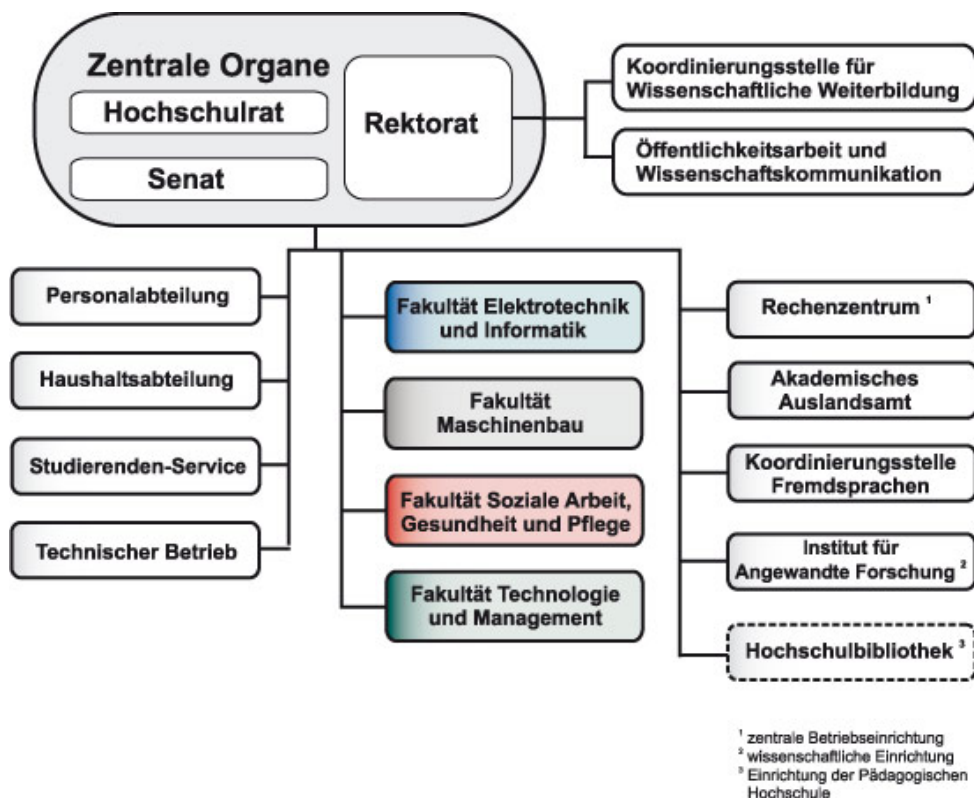 Zentrale Organe
Hochschulrat
Senat
Rektorat
Koordinierungsstelle für
Wissenschaftliche Weiterbildung
Öffentlichkeitsarbeit und
Wissenschaftskommunikation
Personalabteilung
Haushaltsabteilung
Studierenden-Service
Technischer Betrieb
Fakultät Elektrotechnik
und Informatik
Fakultät
Maschinenbau
Fakultät Soziale Arbeit,
Gesundheit und Pflege
Fakultät Technologie
und Management
Rechenzentrum ¹
Akademisches
Auslandsamt
Koordinierungsstelle
Fremdsprachen
Institut für
Angewandte Forschung ²
Hochschulbibliothek ³
¹ zentrale Betriebseinrichtung
² wissenschaftliche Einrichtung
³ Einrichtung der Pädagogischen
Hochschule